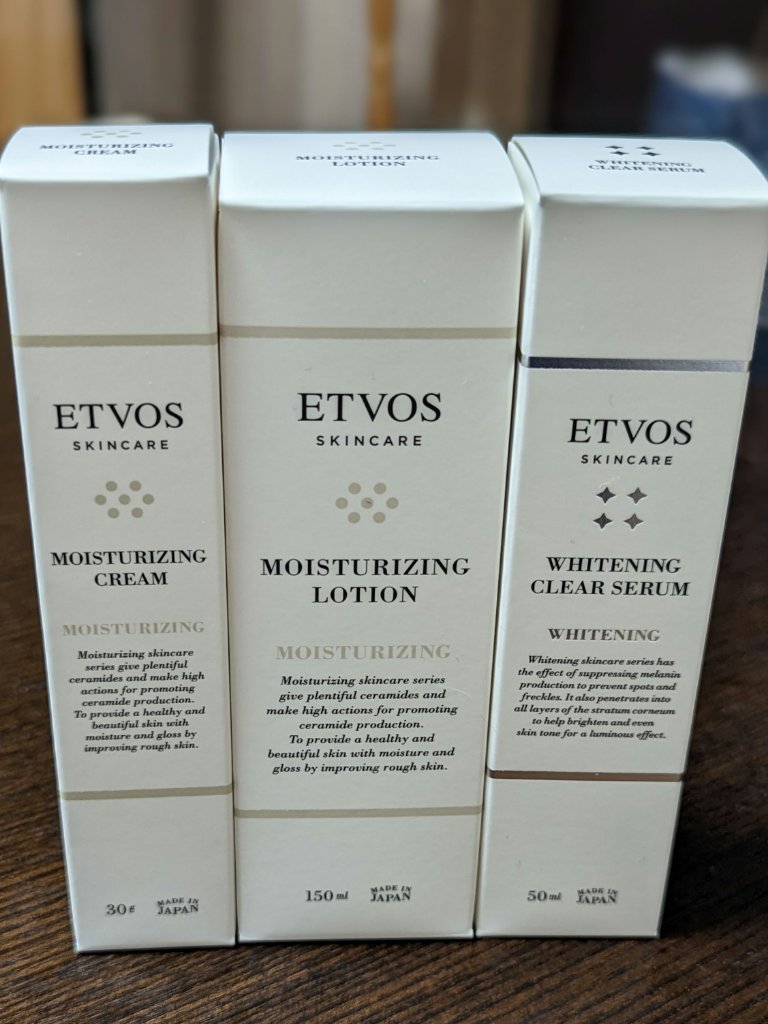 MOISTURIZING
CREAM
ETVOS
SKINCARE
MOISTURIZING
CREAM
MOISTURIZING
Moisturizing skincare
series give plentiful
ceramides and make high
actions for promoting
ceramide production.
To provide a healthy and
beautiful skin with
moisture and gloss by
improving rough skin.
30g
MADE IN
JAPAN
MOISTURIZING
LOTION
ETVOS
SKINCARE
MOISTURIZING
LOTION
MOISTURIZING
Moisturizing skincare series
give plentiful ceramides and
make high actions for promoting
ceramide production.
To provide a healthy and
beautiful skin with moisture and
gloss by improving rough skin.
150ml
MADE IN
JAPAN
WHITENING
CLEAR SERUM
ETVOS
SKINCARE
WHITENING
CLEAR SERUM
WHITENING
Whitening skincare series has
the effect of suppressing melanin
production to prevent spots and
freckles. It also penetrates into
all layers of the stratum corneum
to help brighten and even
skin tone for a luminous effect.
50ml
MADE IN
JAPAN